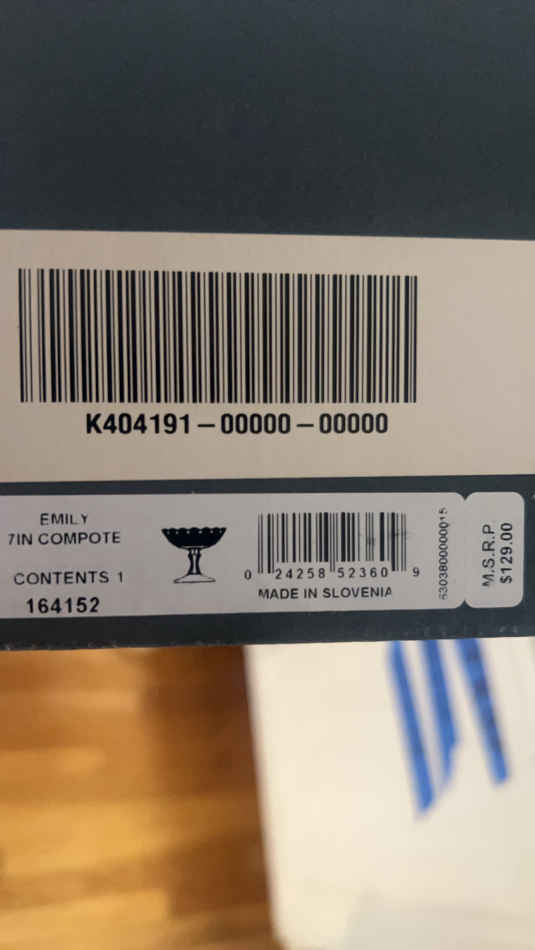 K404191-00000-00000
EMILY
7IN COMPOTE
CONTENTS 1
164152
0 24258 52360 9
MADE IN SLOVENIA
M.S.R.P.
$129.00